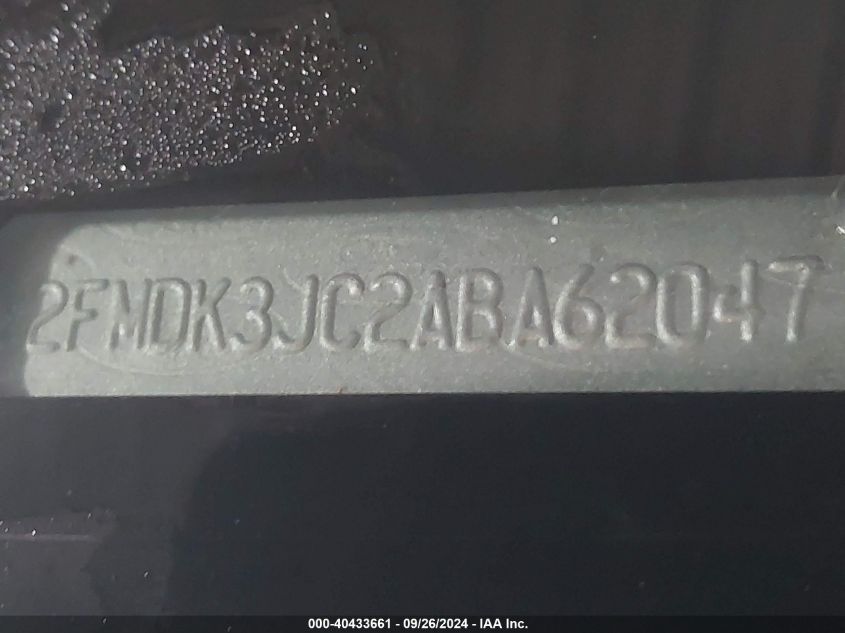 2FMDK3JC2ABA62047
000-40433661 - 09/26/2024 - IAA Inc.